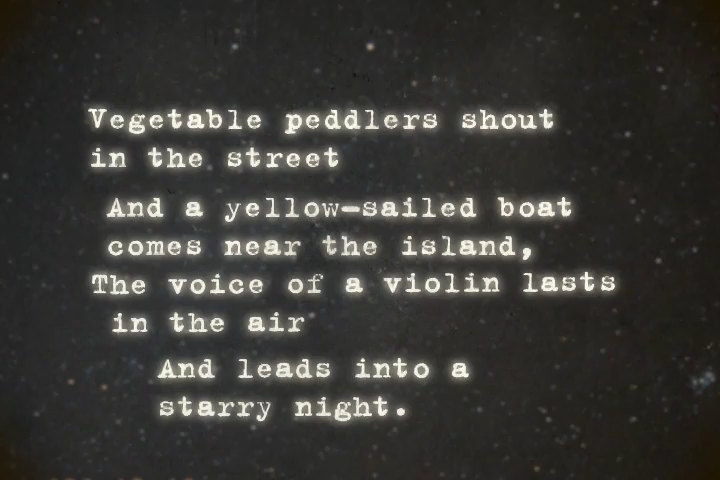 Vegetable peddlers shout
in the street
And a yellow-sailed boat
comes near the island,
The voice of a violin lasts
in the air
And leads into a
starry night.